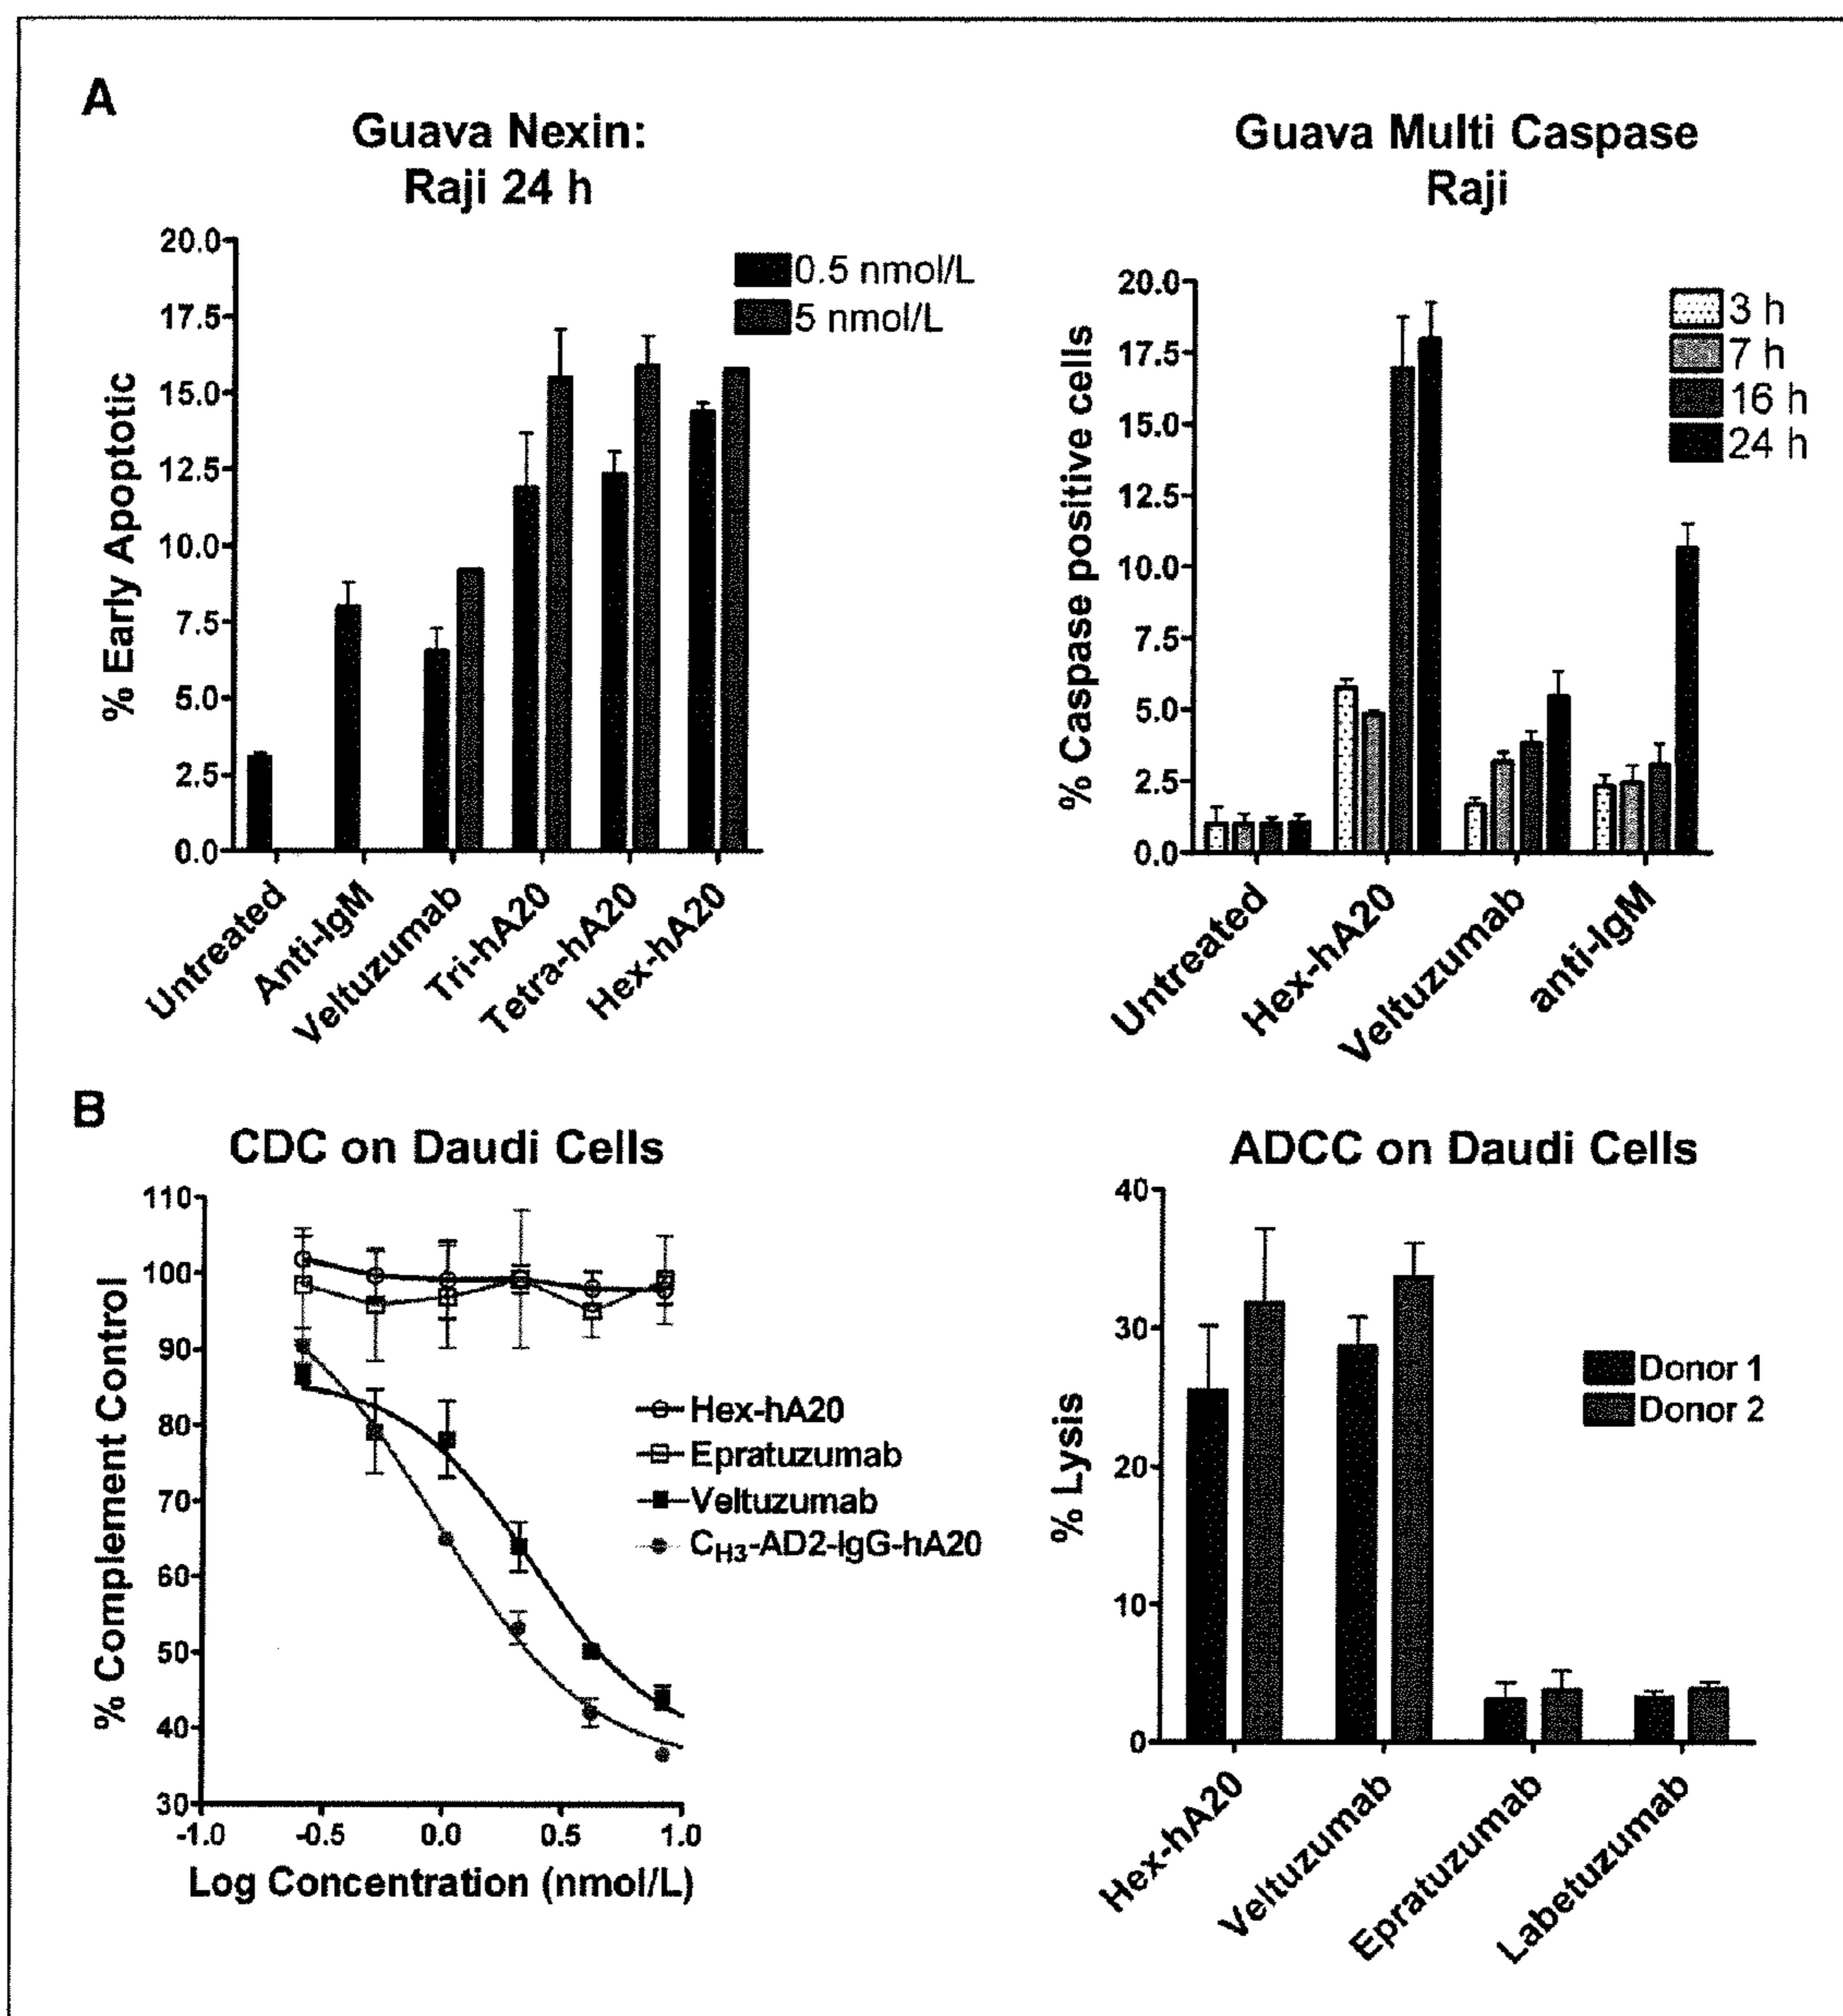 A
Guava Nexin:
Raji 24 h
% Early Apoptotic
20.0
17.5
15.0
12.5
10.0
7.5
5.0
2.5
0.0
0.5 nmol/L
5 nmol/L
Untreated
Anti-IgM
Veltuzumab
Tri-hA20
Tetra-hA20
Hex-hA20
Guava Multi Caspase
Raji
% Caspase positive cells
20.0
17.5
15.0
12.5
10.0
7.5
5.0
2.5
0.0
3 h
7 h
16 h
24 h
Untreated
Hex-hA20
Veltuzumab
anti-IgM
B
CDC on Daudi Cells
% Complement Control
110
100
90
80
70
60
50
40
30
-1.0 -0.5 0.0 0.5 1.0
Log Concentration (nmol/L)
Hex-hA20
Epratuzumab
Veltuzumab
CH3-AD2-IgG-hA20
ADCC on Daudi Cells
% Lysis
40
30
20
10
0
Donor 1
Donor 2
Hex-hA20
Veltuzumab
Epratuzumab
Labetuzumab